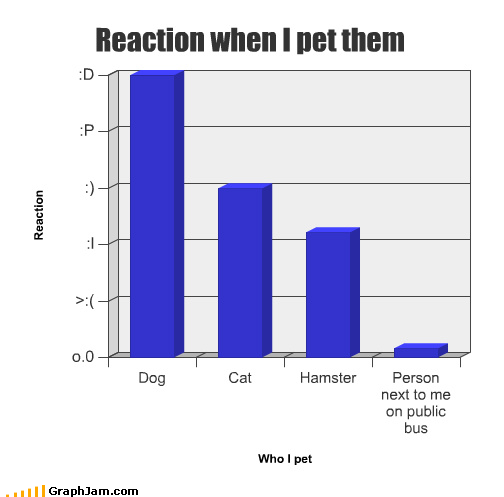 Reaction when I pet them
:D
:P
:)
:I
>:(
o.0
Reaction
Dog
Cat
Hamster
Person
next to me
on public
bus
Who I pet
GraphJam.com